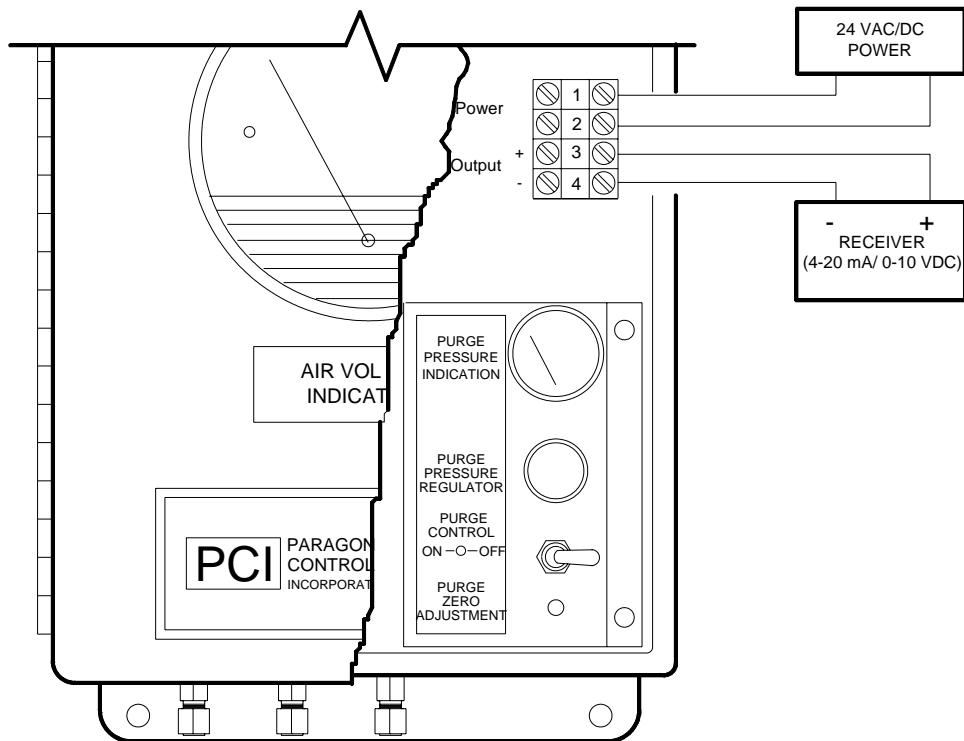 24 VAC/DC
POWER
Power
1
2
Output
+
3
-
4
- +
RECEIVER
(4-20 mA/ 0-10 VDC)
PURGE
PRESSURE
INDICATION
AIR VOL
INDICAT
PURGE
PRESSURE
REGULATOR
PURGE
CONTROL
ON OFF
PURGE
ZERO
ADJUSTMENT
PCI
PARAGON
CONTROL
INCORPORAT